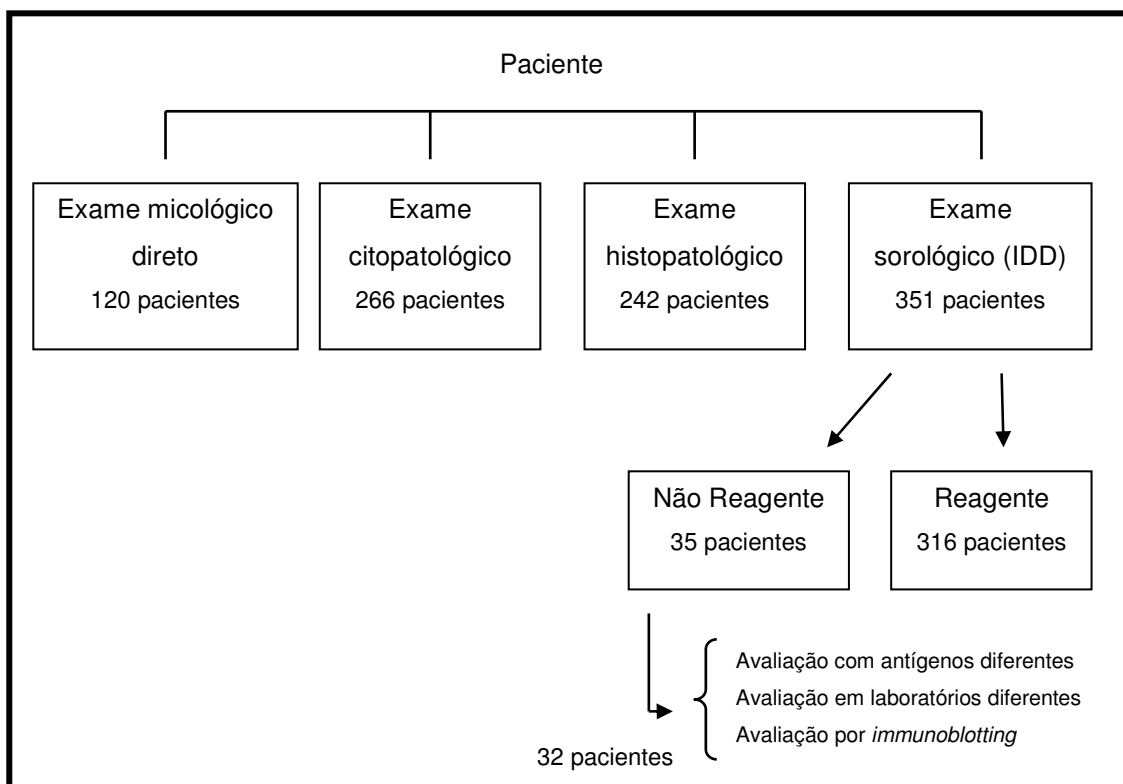 Paciente
Exame micológico
direto
120 pacientes
Exame
citopatológico
266 pacientes
Exame
histopatológico
242 pacientes
Exame
sorológico (IDD)
351 pacientes
Não Reagente
35 pacientes
Reagente
316 pacientes
Avaliação com antígenos diferentes
Avaliação em laboratórios diferentes
Avaliação por immunoblotting
32 pacientes